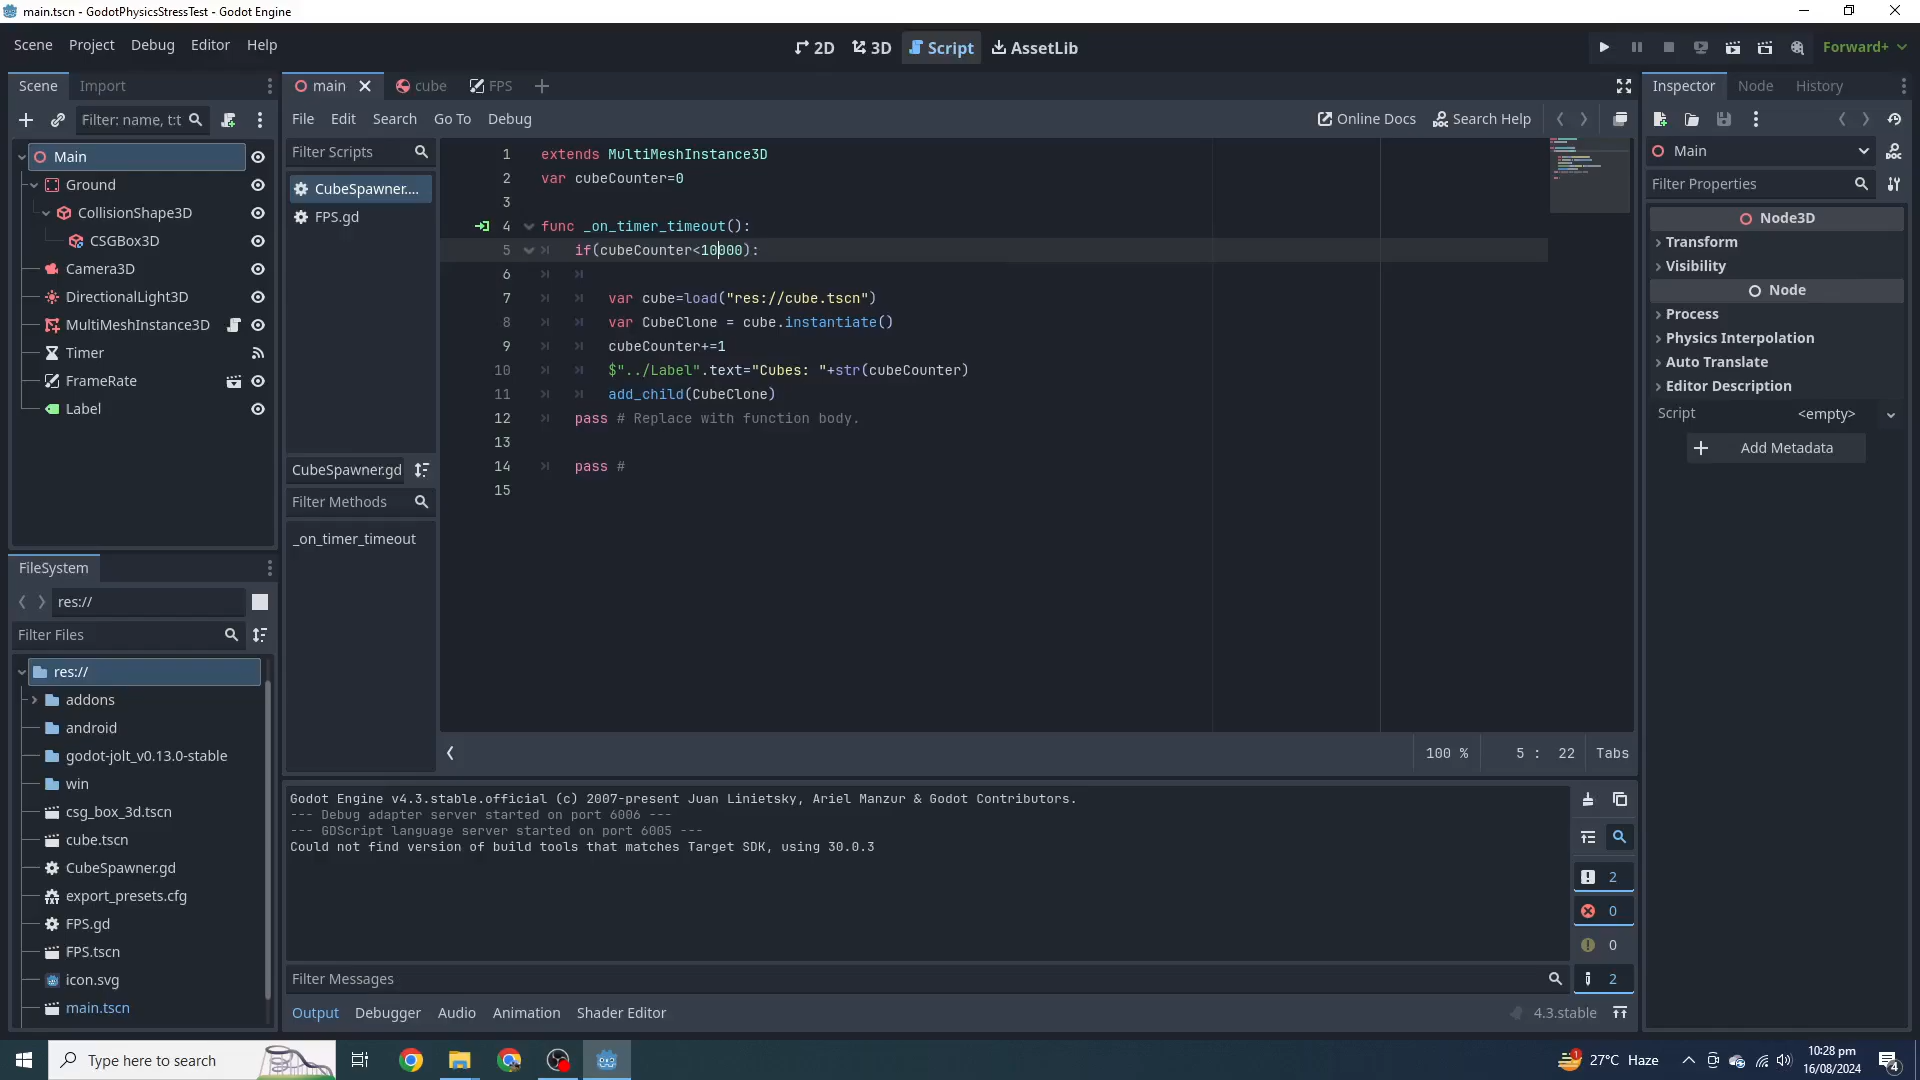 main.tscn - GodotPhysicsStressTest - Godot Engine
Scene Project Debug Editor Help
2D 3D Script AssetLib
Forward+
Scene Import
Filter: name, t:t
Main
Ground
CollisionShape3D
CSGBox3D
Camera3D
DirectionalLight3D
MultiMeshInstance3D
Timer
FrameRate
Label
FileSystem
res://
Filter Files
res://
addons
android
godot-jolt_v0.13.0-stable
win
csg_box_3d.tscn
cube.tscn
CubeSpawner.gd
export_presets.cfg
FPS.gd
FPS.tscn
icon.svg
main.tscn
main cube FPS
File Edit Search Go To Debug
Online Docs Search Help
Filter Scripts
CubeSpawner....
FPS.gd
CubeSpawner.gd
Filter Methods
_on_timer_timeout
1 extends MultiMeshInstance3D
2 var cubeCounter=0
3
4 func _on_timer_timeout():
5 if(cubeCounter<10000):
6
7 var cube=load("res://cube.tscn")
8 var CubeClone = cube.instantiate()
9 cubeCounter+=1
10 $"../Label".text="Cubes: "+str(cubeCounter)
11 add_child(CubeClone)
12 pass # Replace with function body.
13
14 pass #
15
100 % 5 : 22 Tabs
Godot Engine v4.3.stable.official (c) 2007-present Juan Linietsky, Ariel Manzur & Godot Contributors.
--- Debug adapter server started on port 6006 ---
--- GDScript language server started on port 6005 ---
Could not find version of build tools that matches Target SDK, using 30.0.3
2
0
0
2
Filter Messages
Output Debugger Audio Animation Shader Editor
4.3.stable
Inspector Node History
Main
Filter Properties
Node3D
Transform
Visibility
Node
Process
Physics Interpolation
Auto Translate
Editor Description
Script <empty>
Add Metadata
Type here to search
27°C Haze
10:28 pm
16/08/2024
4
1